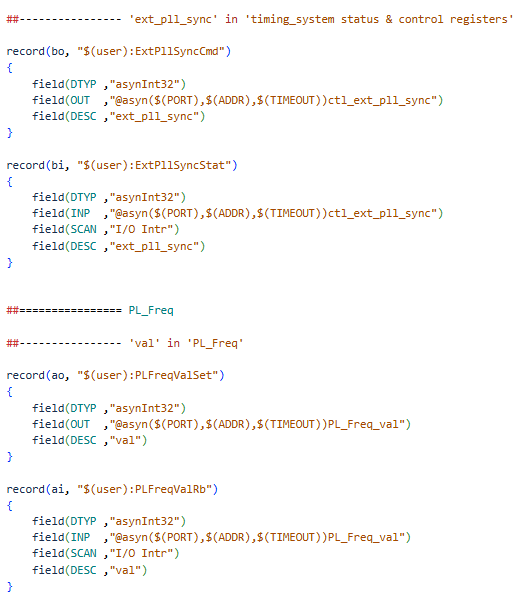 ##---------------- 'ext_pll_sync' in 'timing_system status & control registers'
record(bo, "$(user):ExtPllSyncCmd")
{
    field(DTYP ,"asynInt32")
    field(OUT  ,"@asyn($(PORT),$(ADDR),$(TIMEOUT))ctl_ext_pll_sync")
    field(DESC ,"ext_pll_sync")
}
record(bi, "$(user):ExtPllSyncStat")
{
    field(DTYP ,"asynInt32")
    field(INP  ,"@asyn($(PORT),$(ADDR),$(TIMEOUT))ctl_ext_pll_sync")
    field(SCAN ,"I/O Intr")
    field(DESC ,"ext_pll_sync")
}
##================ PL_Freq
##---------------- 'val' in 'PL_Freq'
record(ao, "$(user):PLFreqValSet")
{
    field(DTYP ,"asynInt32")
    field(OUT  ,"@asyn($(PORT),$(ADDR),$(TIMEOUT))PL_Freq_val")
    field(DESC ,"val")
}
record(ai, "$(user):PLFreqValRb")
{
    field(DTYP ,"asynInt32")
    field(INP  ,"@asyn($(PORT),$(ADDR),$(TIMEOUT))PL_Freq_val")
    field(SCAN ,"I/O Intr")
    field(DESC ,"val")
}